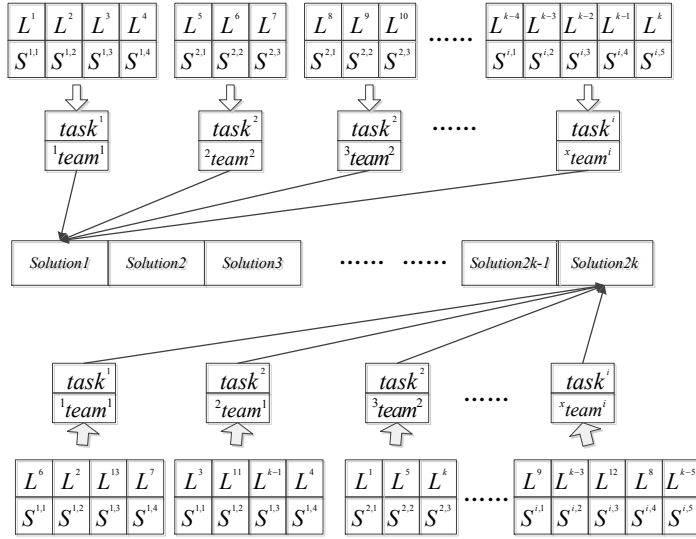 L¹ L² L³ L⁴ L⁵ L⁶ L⁷ L⁸ L⁹ L¹⁰ …… Lᵏ⁻⁴ Lᵏ⁻³ Lᵏ⁻² Lᵏ⁻¹ Lᵏ
S¹,¹ S¹,² S¹,³ S¹,⁴ S²,¹ S²,² S²,³ S²,¹ S²,² S²,³ Sⁱ,¹ Sⁱ,² Sⁱ,³ Sⁱ,⁴ Sⁱ,⁵
task¹ task² task² …… taskⁱ
¹team¹ ²team² ³team² ˣteamⁱ
Solution1 Solution2 Solution3 …… …… Solution2k-1 Solution2k
task¹ task² task² taskⁱ
¹team¹ ²team¹ ³team² …… ˣteamⁱ
L⁶ L² L¹³ L⁷ L³ L¹¹ Lᵏ⁻¹ L⁴ L¹ L⁵ Lᵏ L⁹ Lᵏ⁻³ L¹² L⁸ Lᵏ⁻⁵
S¹,¹ S¹,² S¹,³ S¹,⁴ S¹,¹ S¹,² S¹,³ S¹,⁴ S²,¹ S²,² S²,³ …… Sⁱ,¹ Sⁱ,² Sⁱ,³ Sⁱ,⁴ Sⁱ,⁵